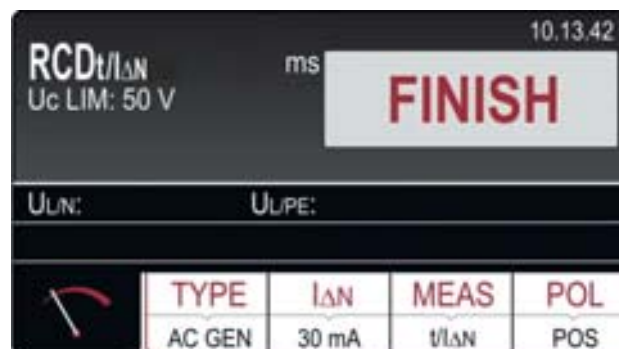 10.13.42
RCDt/IΔN ms
Uc LIM: 50 V
FINISH
UL/N: UL/PE:
TYPE IΔN MEAS POL
AC GEN 30 mA t/IΔN POS